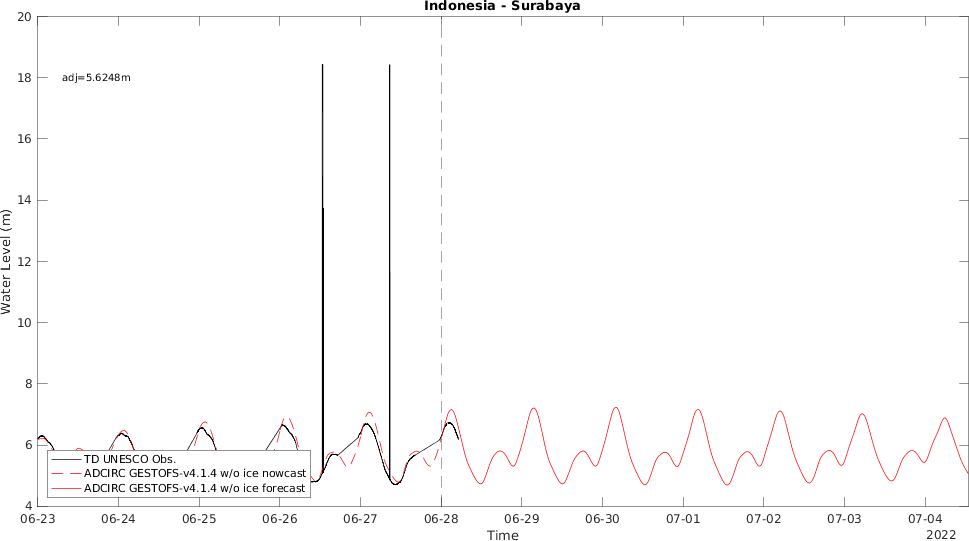 Indonesia - Surabaya
20
18
16
14
12
10
8
6
4
Water Level (m)
adj=5.6248m
TD UNESCO Obs.
ADCIRC GESTOFS-v4.1.4 w/o ice nowcast
ADCIRC GESTOFS-v4.1.4 w/o ice forecast
06-23 06-24 06-25 06-26 06-27 06-28 06-29 06-30 07-01 07-02 07-03 07-04
Time
2022